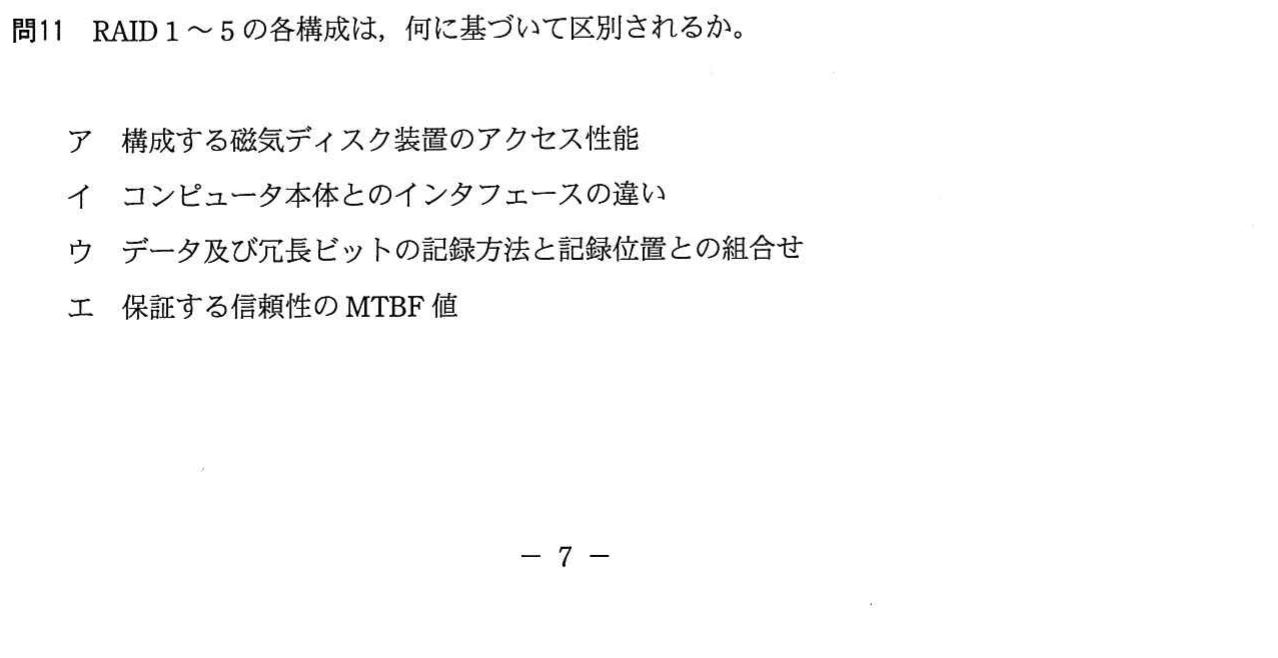 問11 RAID 1 ~ 5 の各構成は，何に基づいて区別されるか。
ア 構成する磁気ディスク装置のアクセス性能
イ コンピュータ本体とのインタフェースの違い
ウ データ及び冗長ビットの記録方法と記録位置との組合せ
エ 保証する信頼性の MTBF 値
－ 7 －